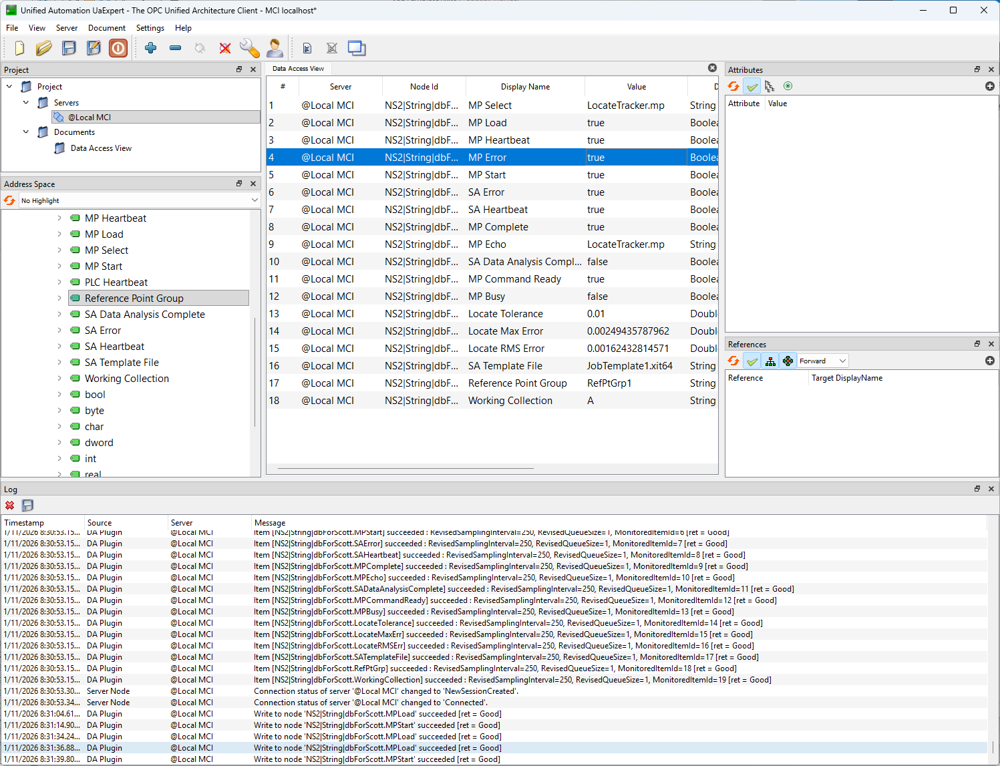 Unified Automation UaExpert - The OPC Unified Architecture Client - MCI localhost*
File View Server Document Settings Help
Project
Project
Servers
@Local MCI
Documents
Data Access View
Address Space
No Highlight
MP Heartbeat
MP Load
MP Select
MP Start
PLC Heartbeat
Reference Point Group
SA Data Analysis Complete
SA Error
SA Heartbeat
SA Template File
Working Collection
bool
byte
char
dword
int
real
Data Access View
# Server Node Id Display Name Value D
1 @Local MCI NS2|String|dbF... MP Select LocateTracker.mp String
2 @Local MCI NS2|String|dbF... MP Load true Boolea
3 @Local MCI NS2|String|dbF... MP Heartbeat true Boolea
4 @Local MCI NS2|String|dbF... MP Error true Boolea
5 @Local MCI NS2|String|dbF... MP Start true Boolea
6 @Local MCI NS2|String|dbF... SA Error true Boolea
7 @Local MCI NS2|String|dbF... SA Heartbeat true Boolea
8 @Local MCI NS2|String|dbF... MP Complete true Boolea
9 @Local MCI NS2|String|dbF... MP Echo LocateTracker.mp String
10 @Local MCI NS2|String|dbF... SA Data Analysis Compl... false Boolea
11 @Local MCI NS2|String|dbF... MP Command Ready true Boolea
12 @Local MCI NS2|String|dbF... MP Busy false Boolea
13 @Local MCI NS2|String|dbF... Locate Tolerance 0.01 Doubl
14 @Local MCI NS2|String|dbF... Locate Max Error 0.00249435787962 Doubl
15 @Local MCI NS2|String|dbF... Locate RMS Error 0.00162432814571 Doubl
16 @Local MCI NS2|String|dbF... SA Template File JobTemplate1.xit64 String
17 @Local MCI NS2|String|dbF... Reference Point Group RefPtGrp1 String
18 @Local MCI NS2|String|dbF... Working Collection A String
Attributes
Attribute Value
References
Forward
Reference Target DisplayName
Log
Timestamp Source Server Message
1/11/2026 8:30:53.15... DA Plugin @Local MCI Item [NS2|String|dbForScott.MPStart] succeeded : RevisedSamplingInterval=250, RevisedQueueSize=1, MonitoredItemId=6 [ret = Good]
1/11/2026 8:30:53.15... DA Plugin @Local MCI Item [NS2|String|dbForScott.SAError] succeeded : RevisedSamplingInterval=250, RevisedQueueSize=1, MonitoredItemId=7 [ret = Good]
1/11/2026 8:30:53.15... DA Plugin @Local MCI Item [NS2|String|dbForScott.SAHeartbeat] succeeded : RevisedSamplingInterval=250, RevisedQueueSize=1, MonitoredItemId=8 [ret = Good]
1/11/2026 8:30:53.15... DA Plugin @Local MCI Item [NS2|String|dbForScott.MPComplete] succeeded : RevisedSamplingInterval=250, RevisedQueueSize=1, MonitoredItemId=9 [ret = Good]
1/11/2026 8:30:53.15... DA Plugin @Local MCI Item [NS2|String|dbForScott.MPEcho] succeeded : RevisedSamplingInterval=250, RevisedQueueSize=1, MonitoredItemId=10 [ret = Good]
1/11/2026 8:30:53.15... DA Plugin @Local MCI Item [NS2|String|dbForScott.SADataAnalysisComplete] succeeded : RevisedSamplingInterval=250, RevisedQueueSize=1, MonitoredItemId=11 [ret = Good]
1/11/2026 8:30:53.15... DA Plugin @Local MCI Item [NS2|String|dbForScott.MPCommandReady] succeeded : RevisedSamplingInterval=250, RevisedQueueSize=1, MonitoredItemId=12 [ret = Good]
1/11/2026 8:30:53.15... DA Plugin @Local MCI Item [NS2|String|dbForScott.MPBusy] succeeded : RevisedSamplingInterval=250, RevisedQueueSize=1, MonitoredItemId=13 [ret = Good]
1/11/2026 8:30:53.15... DA Plugin @Local MCI Item [NS2|String|dbForScott.LocateTolerance] succeeded : RevisedSamplingInterval=250, RevisedQueueSize=1, MonitoredItemId=14 [ret = Good]
1/11/2026 8:30:53.15... DA Plugin @Local MCI Item [NS2|String|dbForScott.LocateMaxErr] succeeded : RevisedSamplingInterval=250, RevisedQueueSize=1, MonitoredItemId=15 [ret = Good]
1/11/2026 8:30:53.15... DA Plugin @Local MCI Item [NS2|String|dbForScott.LocateRMSErr] succeeded : RevisedSamplingInterval=250, RevisedQueueSize=1, MonitoredItemId=16 [ret = Good]
1/11/2026 8:30:53.15... DA Plugin @Local MCI Item [NS2|String|dbForScott.SATemplateFile] succeeded : RevisedSamplingInterval=250, RevisedQueueSize=1, MonitoredItemId=17 [ret = Good]
1/11/2026 8:30:53.15... DA Plugin @Local MCI Item [NS2|String|dbForScott.RefPtGrp] succeeded : RevisedSamplingInterval=250, RevisedQueueSize=1, MonitoredItemId=18 [ret = Good]
1/11/2026 8:30:53.15... DA Plugin @Local MCI Item [NS2|String|dbForScott.WorkingCollection] succeeded : RevisedSamplingInterval=250, RevisedQueueSize=1, MonitoredItemId=19 [ret = Good]
1/11/2026 8:30:53.30... Server Node @Local MCI Connection status of server '@Local MCI' changed to 'NewSessionCreated'.
1/11/2026 8:30:53.34... Server Node @Local MCI Connection status of server '@Local MCI' changed to 'Connected'.
1/11/2026 8:31:04.61... DA Plugin @Local MCI Write to node 'NS2|String|dbForScott.MPLoad' succeeded [ret = Good]
1/11/2026 8:31:14.90... DA Plugin @Local MCI Write to node 'NS2|String|dbForScott.MPStart' succeeded [ret = Good]
1/11/2026 8:31:34.24... DA Plugin @Local MCI Write to node 'NS2|String|dbForScott.MPLoad' succeeded [ret = Good]
1/11/2026 8:31:36.88... DA Plugin @Local MCI Write to node 'NS2|String|dbForScott.MPLoad' succeeded [ret = Good]
1/11/2026 8:31:39.80... DA Plugin @Local MCI Write to node 'NS2|String|dbForScott.MPStart' succeeded [ret = Good]